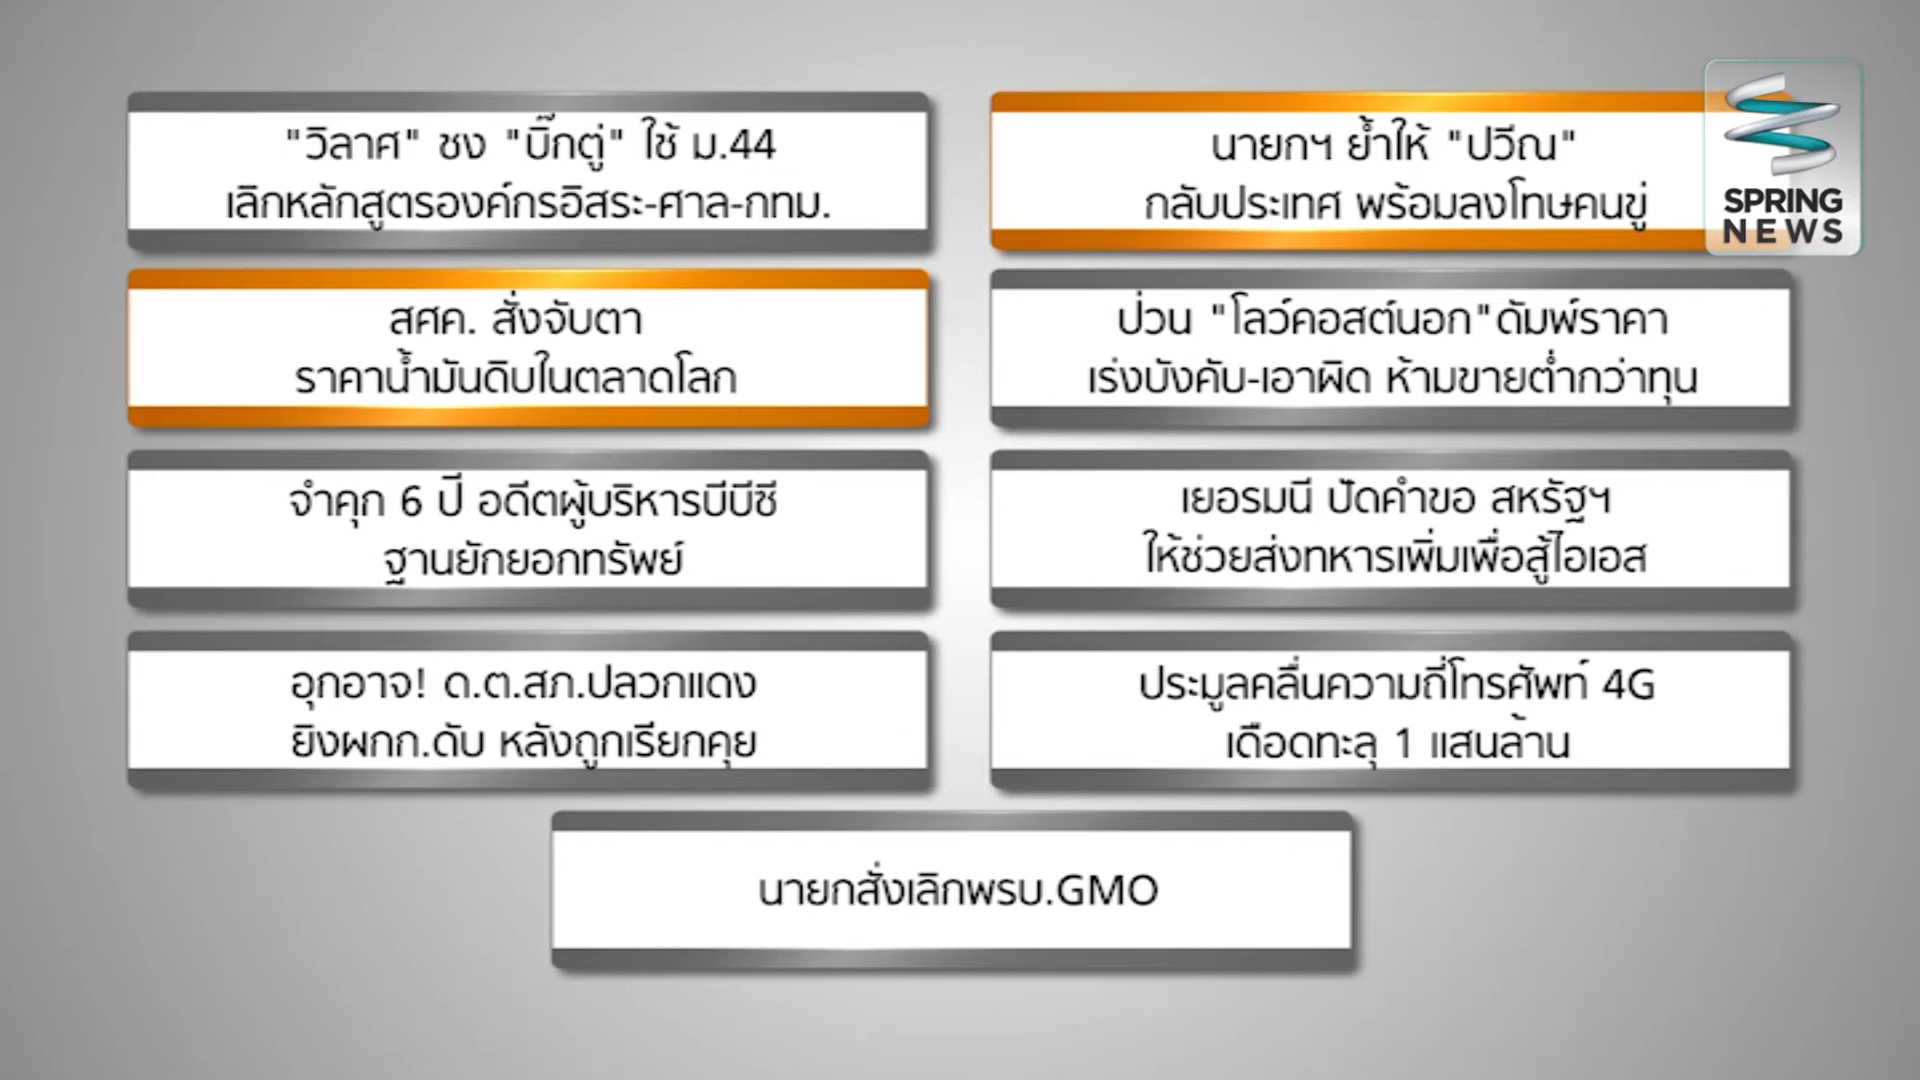 "วิลาศ" ชง "บิ๊กตู่" ใช้ ม.44
เลิกหลักสูตรองค์กรอิสระ-ศาล-กทม.
นายกฯ ย้ำให้ "ปวีณ"
กลับประเทศ พร้อมลงโทษคนขู่
SPRING
NEWS
สศค. สั่งจับตา
ราคาน้ำมันดิบในตลาดโลก
ป่วน "โลว์คอสต์นอก"ดัมพ์ราคา
เร่งบังคับ-เอาผิด ห้ามขายต่ำกว่าทุน
จำคุก 6 ปี อดีตผู้บริหารบีบีซี
ฐานยักยอกทรัพย์
เยอรมนี ปัดคำขอ สหรัฐฯ
ให้ช่วยส่งทหารเพิ่มเพื่อสู้ไอเอส
อุกอาจ! ด.ต.สภ.ปลวกแดง
ยิงผกก.ดับ หลังถูกเรียกคุย
ประมูลคลื่นความถี่โทรศัพท์ 4G
เดือดทะลุ 1 แสนล้าน
นายกสั่งเลิกพรบ.GMO